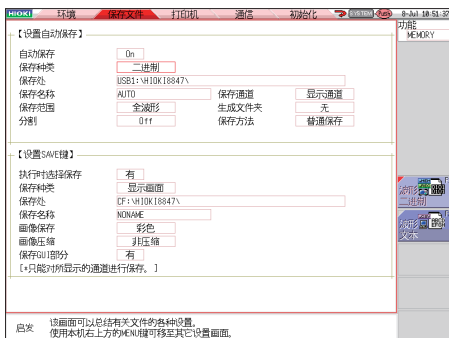 HIOKI 环境 保存文件 打印机 通信 初始化 SYSTEM 8-Jul 10:51:37
功能
MEMORY
【设置自动保存】
自动保存 On
保存种类 二进制
保存处 USB1:\HIOKI8847\
保存名称 AUTO 保存通道 显示通道
保存范围 全波形 生成文件夹 无
分割 Off 保存方法 普通保存
【设置SAVE键】
执行时选择保存 有
保存种类 显示画面
保存处 CF:\HIOKI8847\
保存名称 NONAME
画像保存 彩色
画像压缩 非压缩
保存GUI部分 有
[*只能对所显示的通道进行保存。]
波形
二进制
波形
文本
启发 该画面可以总结有关文件的各种设置。
使用本机右上方的MENU键可移至其它设置画面。